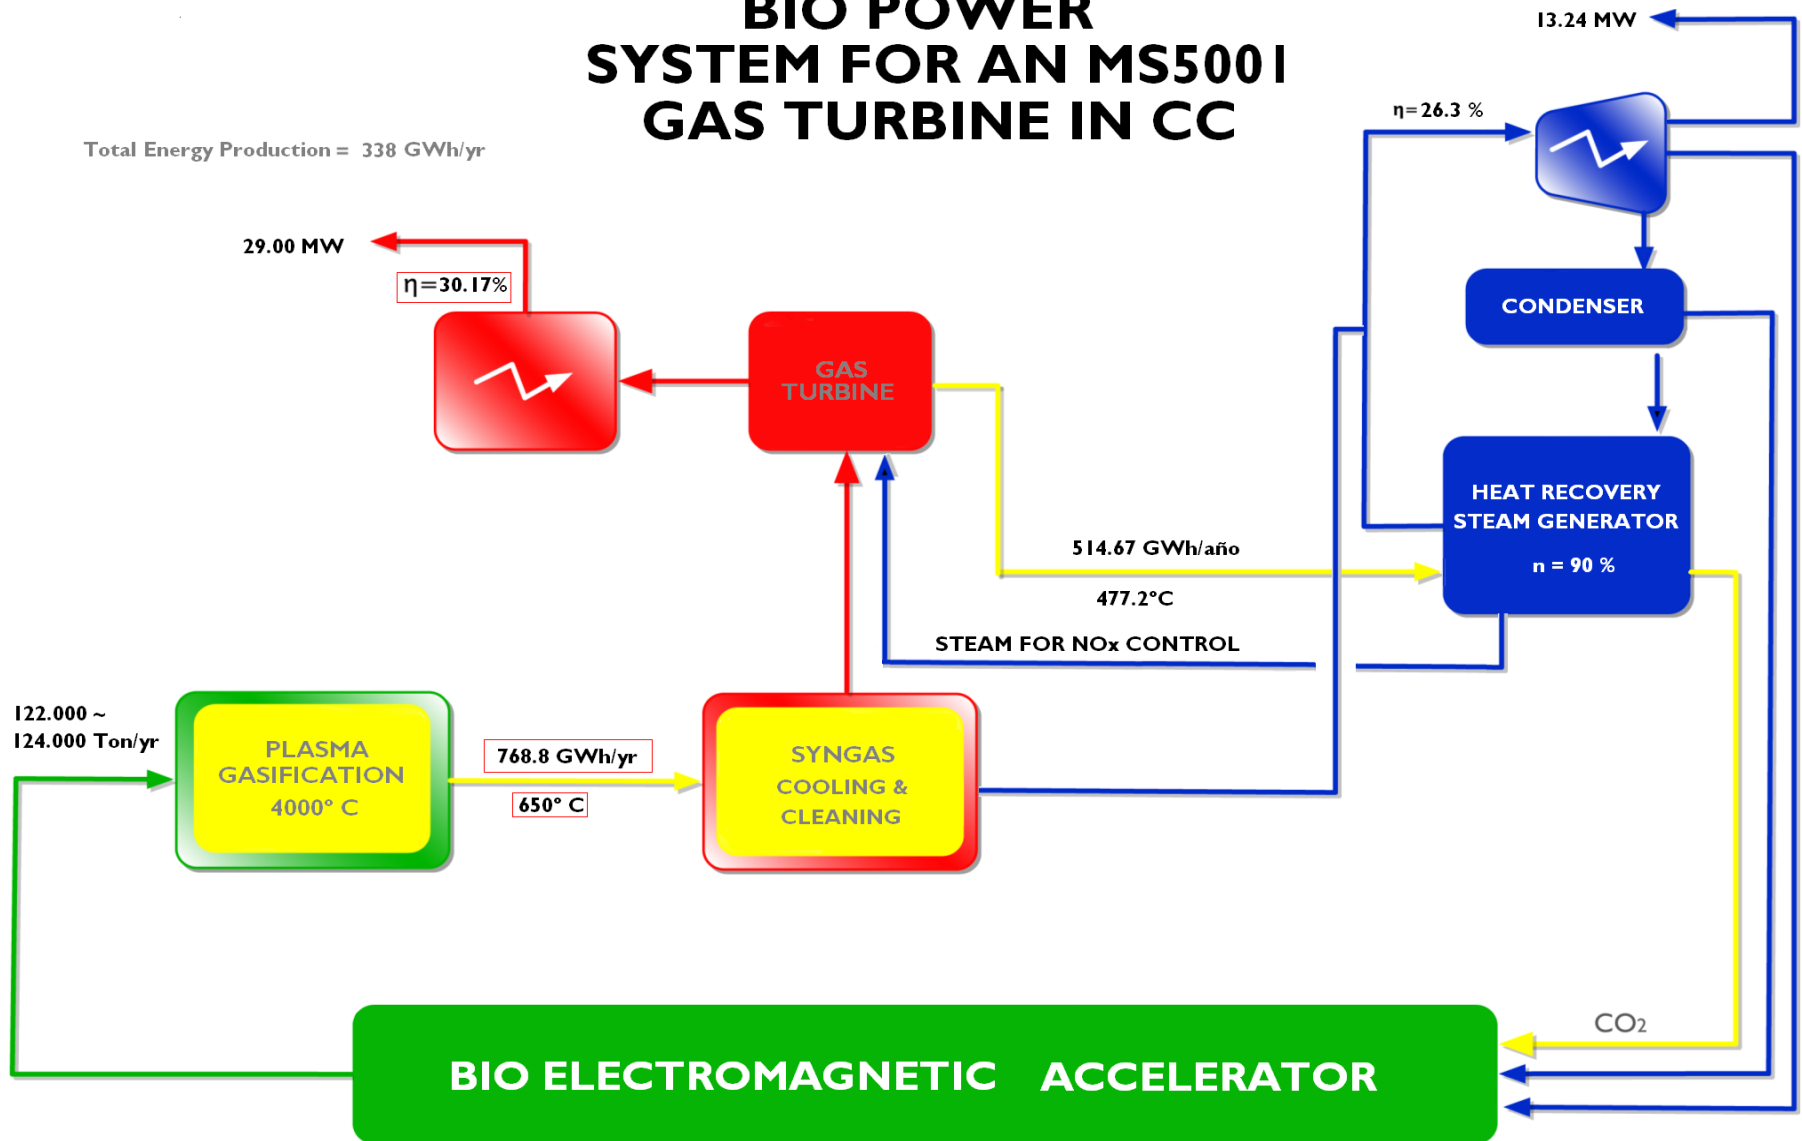 BIO POWER
SYSTEM FOR AN MS5001
GAS TURBINE IN CC
13.24 MW
η=26.3 %
Total Energy Production = 338 GWh/yr
29.00 MW
η=30.17%
CONDENSER
GAS
TURBINE
HEAT RECOVERY
STEAM GENERATOR
n = 90 %
514.67 GWh/año
477.2ºC
STEAM FOR NOx CONTROL
122.000 ~
124.000 Ton/yr
PLASMA
GASIFICATION
4000º C
768.8 GWh/yr
650º C
SYNGAS
COOLING &
CLEANING
CO2
BIO ELECTROMAGNETIC ACCELERATOR